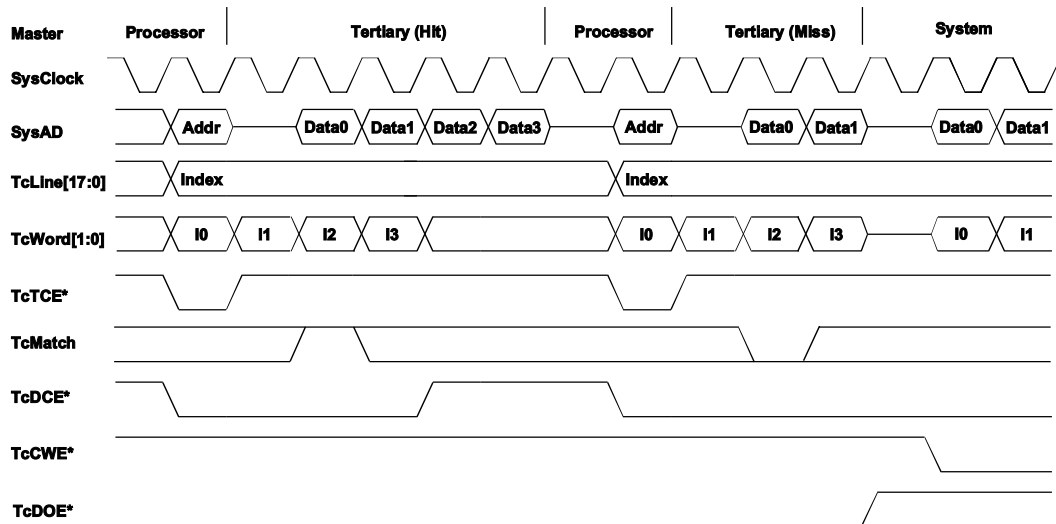 Master Processor Tertiary (Hit) Processor Tertiary (Miss) System
SysClock
SysAD Addr Data0 Data1 Data2 Data3 Addr Data0 Data1 Data0 Data1
TcLine[17:0] Index Index
TcWord[1:0] I0 I1 I2 I3 I0 I1 I2 I3 I0 I1
TcTCE*
TcMatch
TcDCE*
TcCWE*
TcDOE*